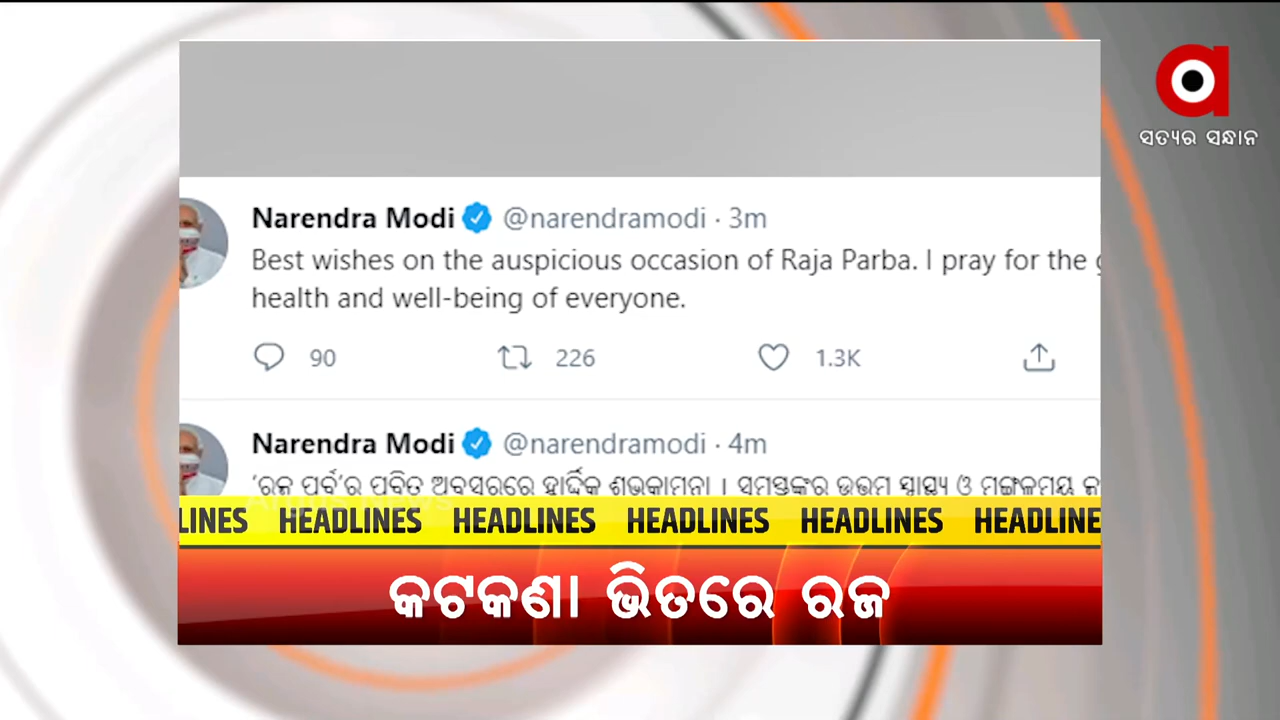 ସତ୍ୟର ସନ୍ଧାନ
Narendra Modi @narendramodi · 3m
Best wishes on the auspicious occasion of Raja Parba. I pray for the
health and well-being of everyone.
90 226 1.3K
Narendra Modi @narendramodi · 4m
‘ରଜ ପର୍ବ’ର ପବିତ୍ର ଅବସରରେ ହାର୍ଦ୍ଦିକ ଶୁଭକାମନା । ସମସ୍ତଙ୍କର ଉତ୍ତମ ସ୍ୱାସ୍ଥ୍ୟ ଓ ମଙ୍ଗଳମୟ
Argus News
LINES HEADLINES HEADLINES HEADLINES HEADLINES HEADLINE
କଟକଣା ଭିତରେ ରଜ